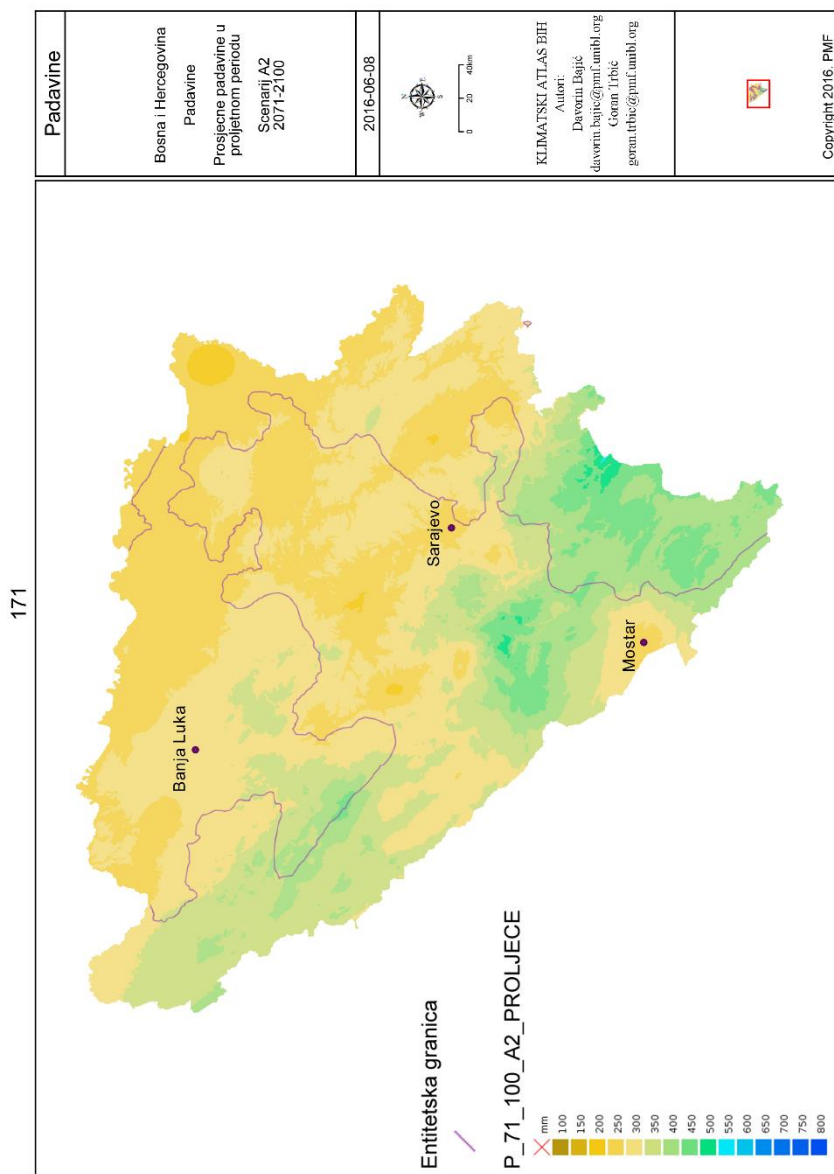 171
Padavine
Bosna i Hercegovina
Padavine
Prosjecne padavine u
proljetnom periodu
Scenarij A2
2071-2100
2016-06-08
N
E
S
W
0 20 40km
KLIMATSKI ATLAS BIH
Autori:
Davorin Bajić
davorin.bajic@pmf.unibl.org
Goran Trbić
goran.trbic@pmf.unibl.org
Copyright 2016. PMF
Banja Luka
Sarajevo
Mostar
Entitetska granica
P_71_100_A2_PROLJECE
mm
100
150
200
250
300
350
400
450
500
550
600
650
700
750
800